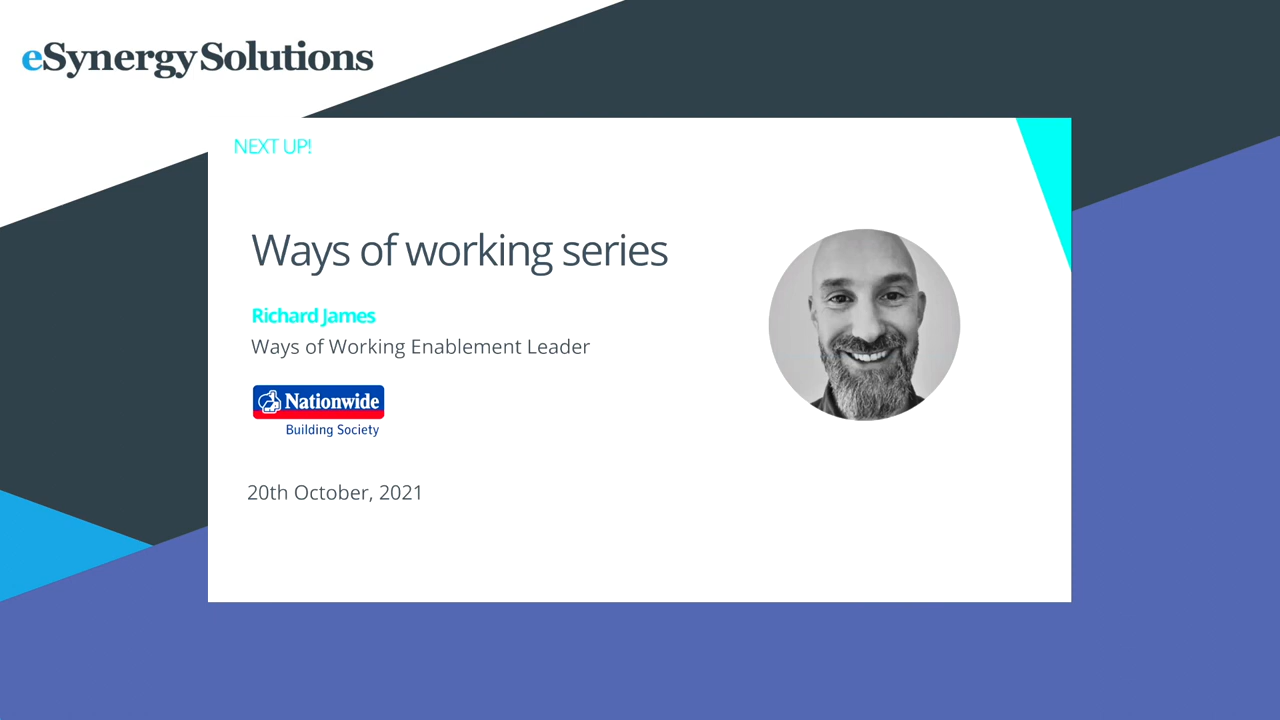 eSynergySolutions
NEXT UP!
Ways of working series
Richard James
Ways of Working Enablement Leader
Nationwide
Building Society
20th October, 2021